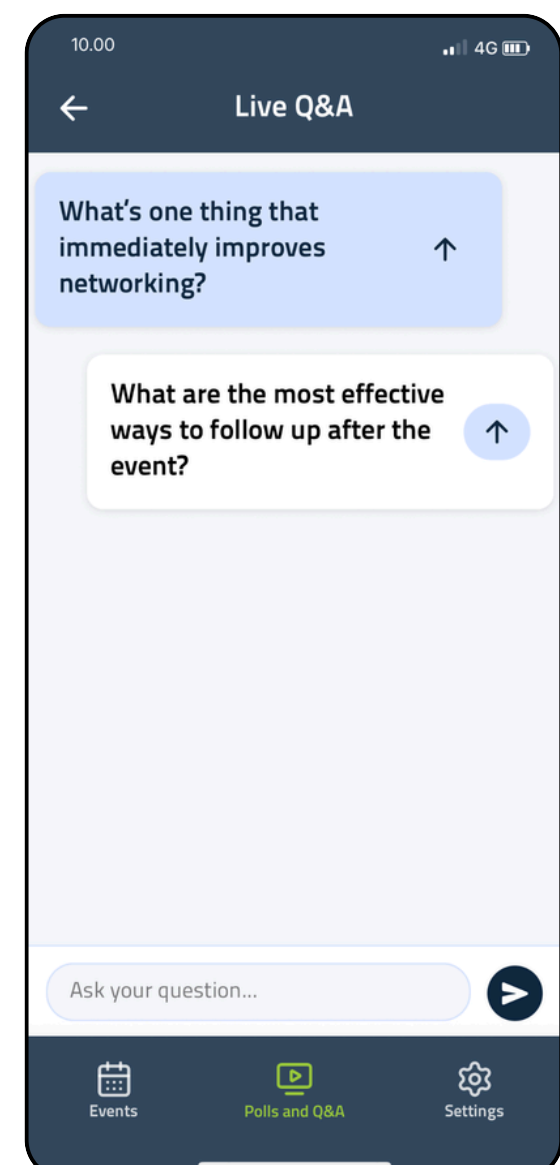 10.00
4G
Live Q&A
What's one thing that
immediately improves
networking?
What are the most effective
ways to follow up after the
event?
Ask your question...
Events
Polls and Q&A
Settings